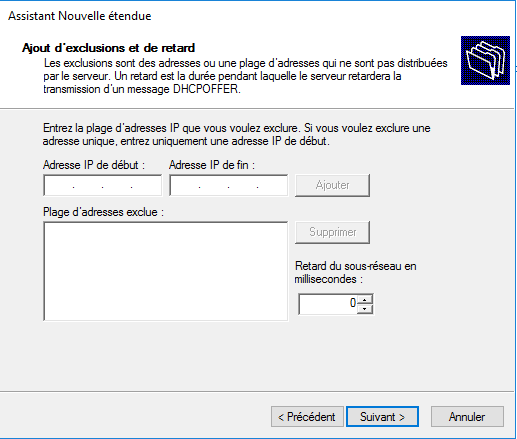 Assistant Nouvelle étendue
Ajout d'exclusions et de retard
Les exclusions sont des adresses ou une plage d'adresses qui ne sont pas distribuées
par le serveur. Un retard est la durée pendant laquelle le serveur retardera la
transmission d'un message DHCPOFFER.
Entrez la plage d'adresses IP que vous voulez exclure. Si vous voulez exclure une
adresse unique, entrez uniquement une adresse IP de début.
Adresse IP de début : Adresse IP de fin :
. . . . . . Ajouter
Plage d'adresses exclue :
Supprimer
Retard du sous-réseau en
millisecondes :
0
< Précédent Suivant > Annuler